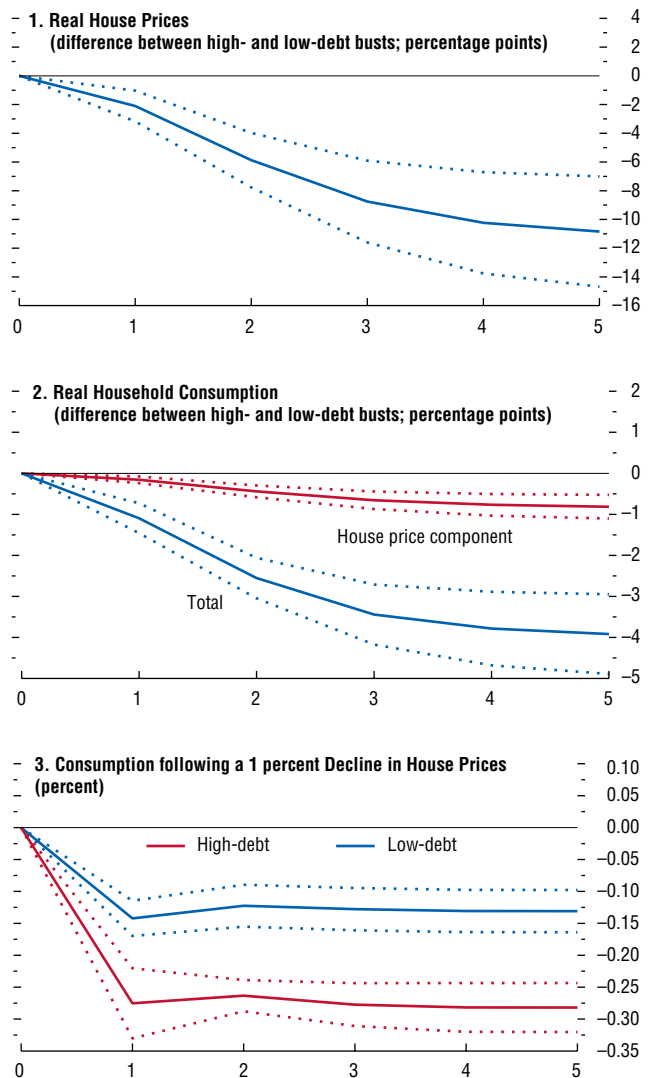 1. Real House Prices
(difference between high- and low-debt busts; percentage points)
4
2
0
–2
–4
–6
–8
–10
–12
–14
–16
0 1 2 3 4 5
2. Real Household Consumption
(difference between high- and low-debt busts; percentage points)
2
1
0
–1
House price component
–2
Total
–3
–4
–5
0 1 2 3 4 5
3. Consumption following a 1 percent Decline in House Prices
(percent)
0.10
0.05
0.00
High-debt Low-debt
–0.05
–0.10
–0.15
–0.20
–0.25
–0.30
–0.35
0 1 2 3 4 5